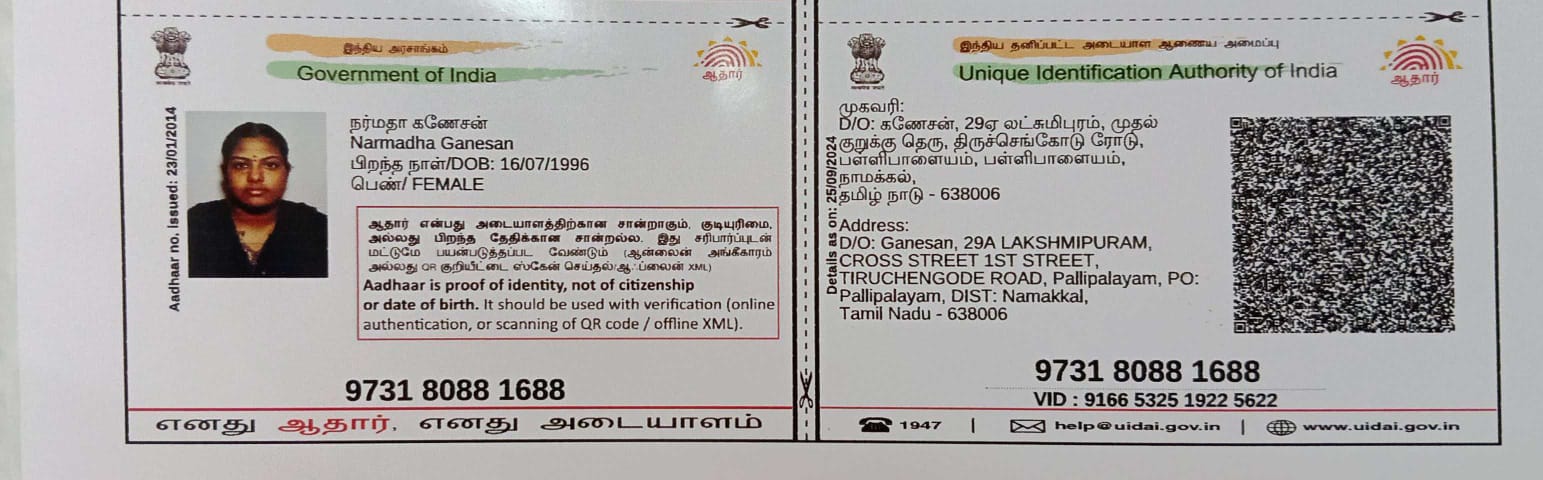 இந்திய அரசாங்கம்
Government of India
ஆதார்
Aadhaar no. issued: 23/01/2014
நர்மதா கணேசன்
Narmadha Ganesan
பிறந்த நாள்/DOB: 16/07/1996
பெண்/ FEMALE
ஆதார் என்பது அடையாளத்திற்கான சான்றாகும், குடியுரிமை,
அல்லது பிறந்த தேதிக்கான சான்றல்ல. இது சரிபார்ப்புடன்
மட்டுமே பயன்படுத்தப்பட வேண்டும் (ஆன்லைன் அங்கீகாரம்
அல்லது QR குறியீட்டை ஸ்கேன் செய்தல்/ஆஃப்லைன் XML)
Aadhaar is proof of identity, not of citizenship
or date of birth. It should be used with verification (online
authentication, or scanning of QR code / offline XML).
9731 8088 1688
எனது ஆதார், எனது அடையாளம்
இந்திய தனிப்பட்ட அடையாள ஆணைய அமைப்பு
Unique Identification Authority of India
ஆதார்
Details as on: 25/09/2024
முகவரி:
D/O: கணேசன், 29ஏ லட்சுமிபுரம், முதல்
குறுக்கு தெரு, திருச்செங்கோடு ரோடு,
பள்ளிபாளையம், பள்ளிபாளையம்,
நாமக்கல்,
தமிழ் நாடு - 638006
Address:
D/O: Ganesan, 29A LAKSHMIPURAM,
CROSS STREET 1ST STREET,
TIRUCHENGODE ROAD, Pallipalayam, PO:
Pallipalayam, DIST: Namakkal,
Tamil Nadu - 638006
9731 8088 1688
VID : 9166 5325 1922 5622
1947 | help@uidai.gov.in | www.uidai.gov.in